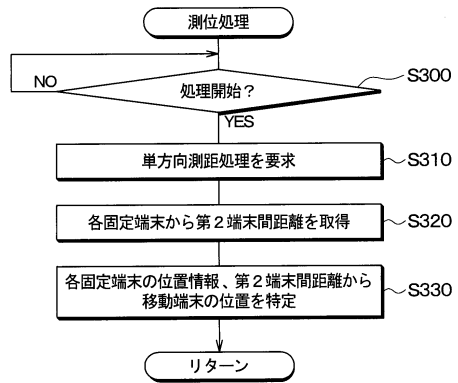 測位処理
処理開始？
S300
NO
YES
単方向測距処理を要求
S310
各固定端末から第２端末間距離を取得
S320
各固定端末の位置情報、第２端末間距離から
移動端末の位置を特定
S330
リターン